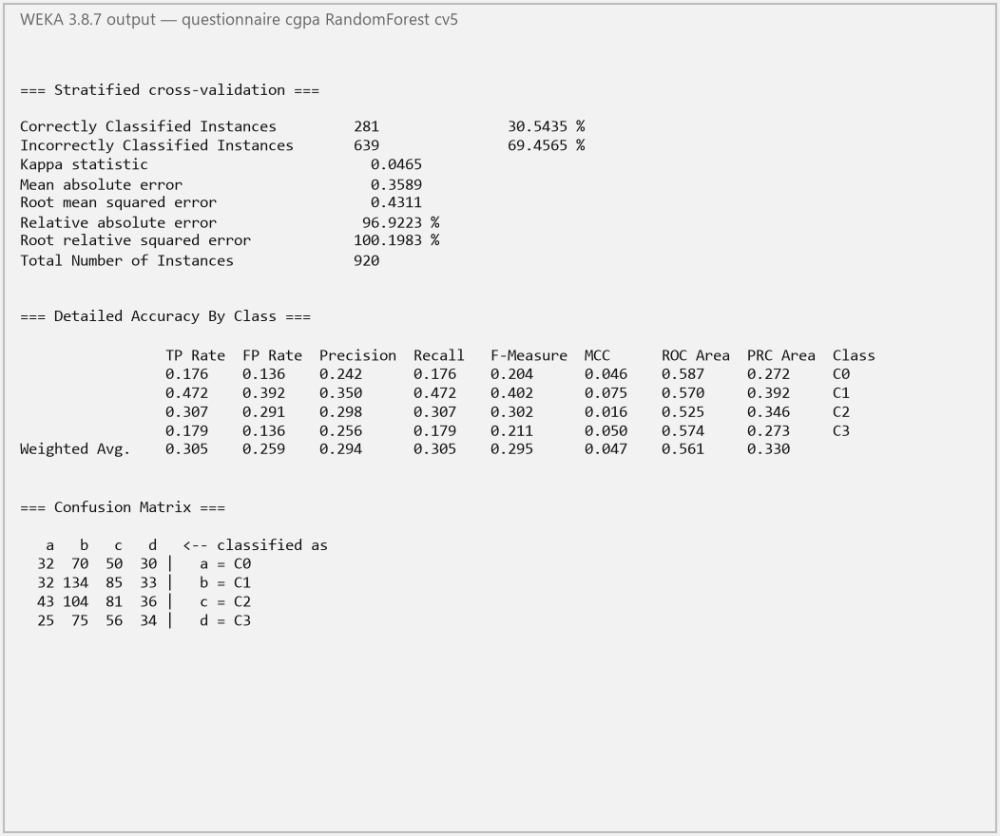 WEKA 3.8.7 output — questionnaire cgpa RandomForest cv5
=== Stratified cross-validation ===
Correctly Classified Instances         281               30.5435 %
Incorrectly Classified Instances       639               69.4565 %
Kappa statistic                          0.0465
Mean absolute error                      0.3589
Root mean squared error                  0.4311
Relative absolute error                 96.9223 %
Root relative squared error            100.1983 %
Total Number of Instances              920
=== Detailed Accuracy By Class ===
                 TP Rate  FP Rate  Precision  Recall   F-Measure  MCC      ROC Area  PRC Area  Class
                 0.176    0.136    0.242      0.176    0.204      0.046    0.587     0.272     C0
                 0.472    0.392    0.350      0.472    0.402      0.075    0.570     0.392     C1
                 0.307    0.291    0.298      0.307    0.302      0.016    0.525     0.346     C2
                 0.179    0.136    0.256      0.179    0.211      0.050    0.574     0.273     C3
Weighted Avg.    0.305    0.259    0.294      0.305    0.295      0.047    0.561     0.330
=== Confusion Matrix ===
   a   b   c   d   <-- classified as
  32  70  50  30 |   a = C0
  32 134  85  33 |   b = C1
  43 104  81  36 |   c = C2
  25  75  56  34 |   d = C3